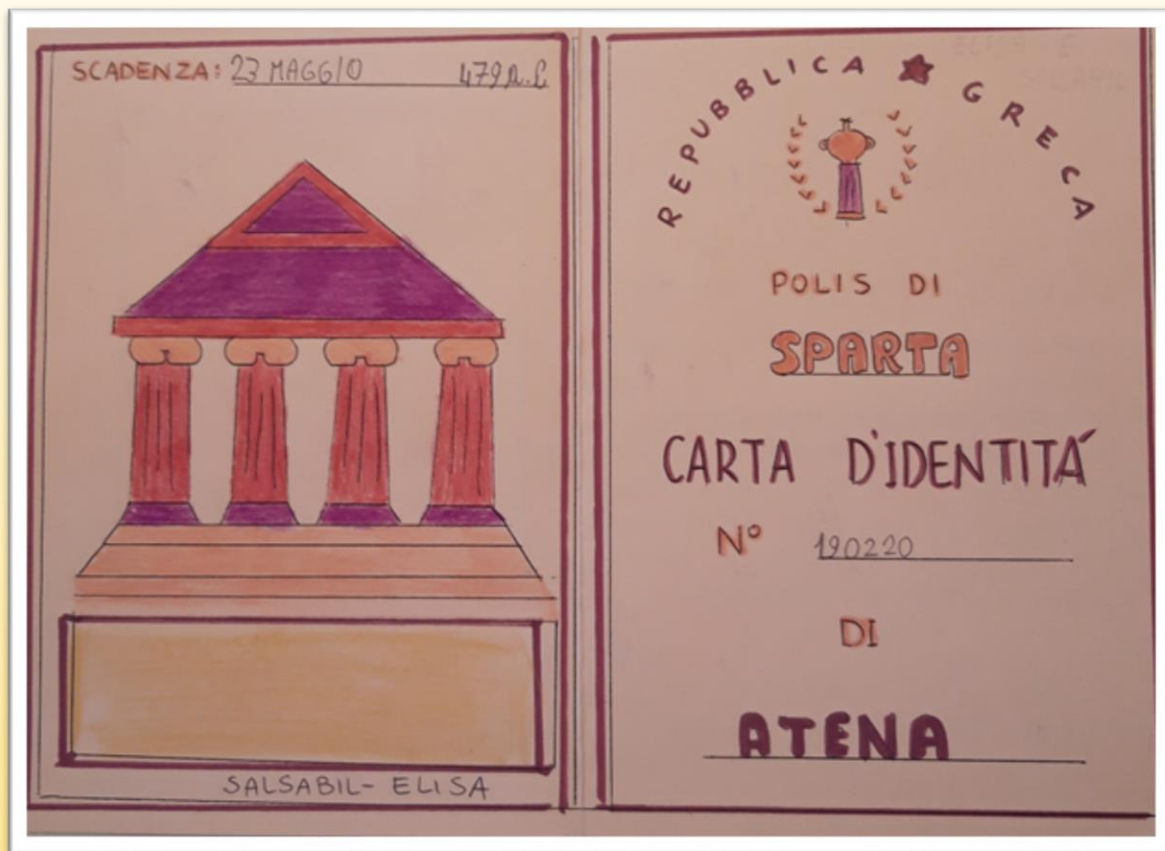 SCADENZA: 23 MAGGIO 479 A.C
SALSABIL- ELISA
REPUBBLICA GRECA
POLIS DI
SPARTA
CARTA D'IDENTITÁ
N° 190220
DI
ATENA